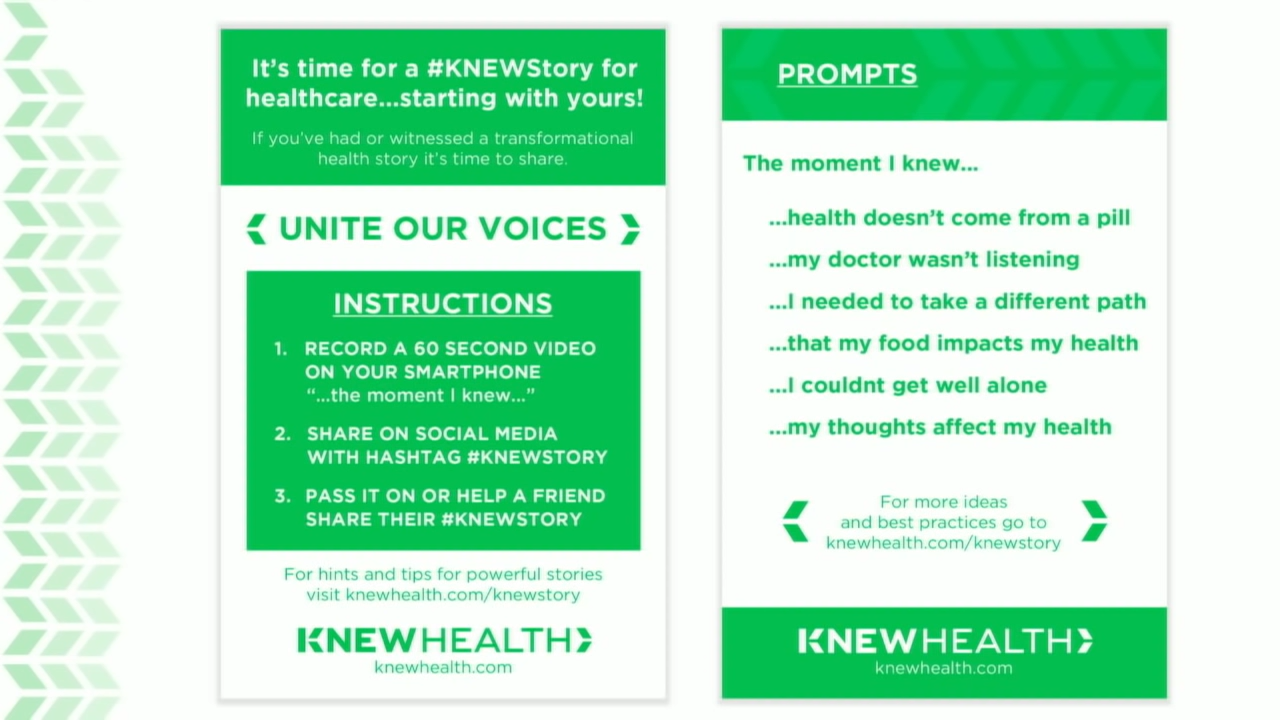 It's time for a #KNEWStory for
healthcare...starting with yours!
If you've had or witnessed a transformational
health story it's time to share.
UNITE OUR VOICES
INSTRUCTIONS
1. RECORD A 60 SECOND VIDEO
ON YOUR SMARTPHONE
"...the moment I knew..."
2. SHARE ON SOCIAL MEDIA
WITH HASHTAG #KNEWSTORY
3. PASS IT ON OR HELP A FRIEND
SHARE THEIR #KNEWSTORY
For hints and tips for powerful stories
visit knewhealth.com/knewstory
KNEWHEALTH
knewhealth.com
PROMPTS
The moment I knew...
...health doesn't come from a pill
...my doctor wasn't listening
...I needed to take a different path
...that my food impacts my health
...I couldnt get well alone
...my thoughts affect my health
For more ideas
and best practices go to
knewhealth.com/knewstory
KNEWHEALTH
knewhealth.com